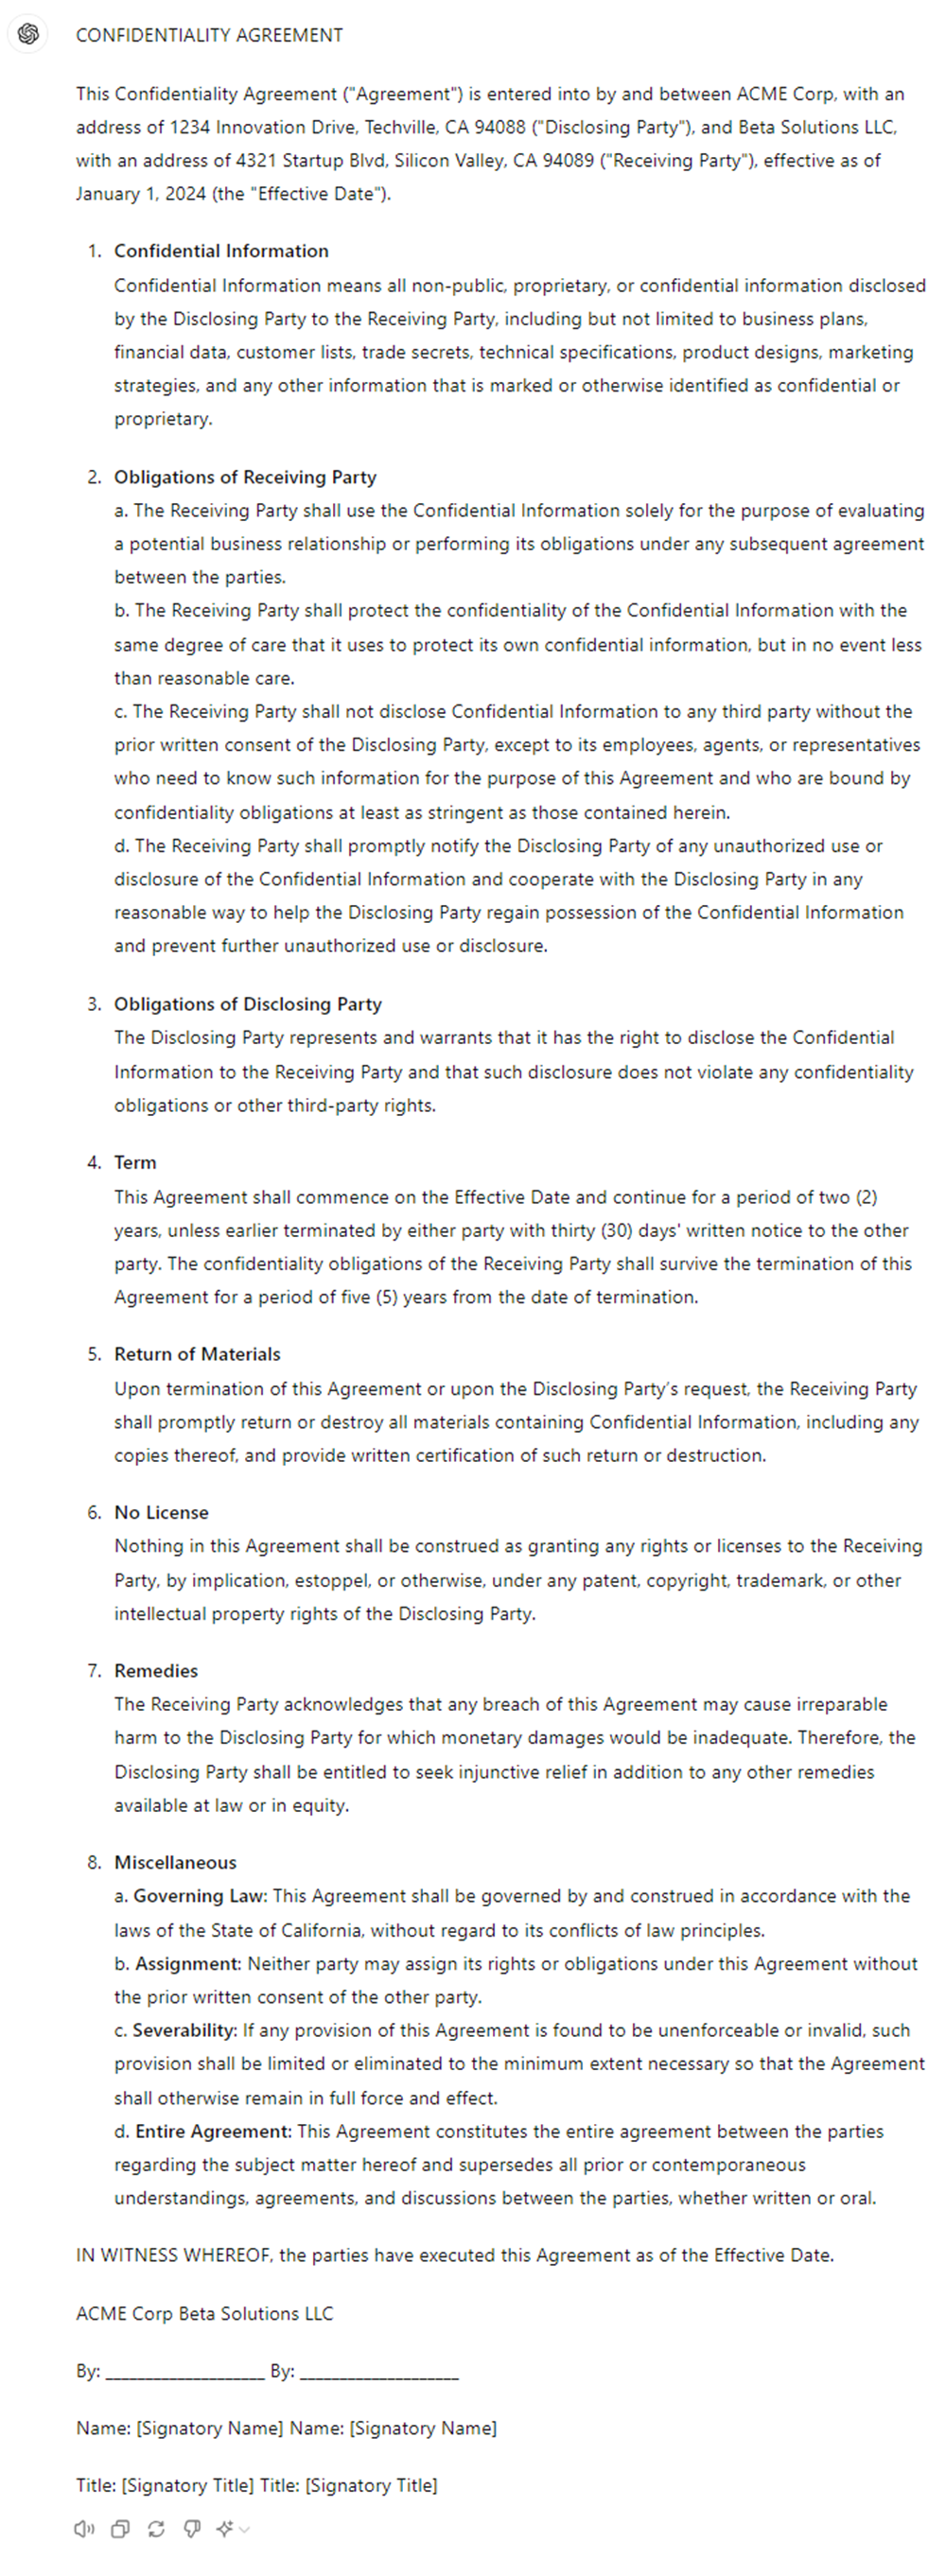 CONFIDENTIALITY AGREEMENT
This Confidentiality Agreement ("Agreement") is entered into by and between ACME Corp, with an
address of 1234 Innovation Drive, Techville, CA 94088 ("Disclosing Party"), and Beta Solutions LLC,
with an address of 4321 Startup Blvd, Silicon Valley, CA 94089 ("Receiving Party"), effective as of
January 1, 2024 (the "Effective Date").
1. Confidential Information
Confidential Information means all non-public, proprietary, or confidential information disclosed
by the Disclosing Party to the Receiving Party, including but not limited to business plans,
financial data, customer lists, trade secrets, technical specifications, product designs, marketing
strategies, and any other information that is marked or otherwise identified as confidential or
proprietary.
2. Obligations of Receiving Party
a. The Receiving Party shall use the Confidential Information solely for the purpose of evaluating
a potential business relationship or performing its obligations under any subsequent agreement
between the parties.
b. The Receiving Party shall protect the confidentiality of the Confidential Information with the
same degree of care that it uses to protect its own confidential information, but in no event less
than reasonable care.
c. The Receiving Party shall not disclose Confidential Information to any third party without the
prior written consent of the Disclosing Party, except to its employees, agents, or representatives
who need to know such information for the purpose of this Agreement and who are bound by
confidentiality obligations at least as stringent as those contained herein.
d. The Receiving Party shall promptly notify the Disclosing Party of any unauthorized use or
disclosure of the Confidential Information and cooperate with the Disclosing Party in any
reasonable way to help the Disclosing Party regain possession of the Confidential Information
and prevent further unauthorized use or disclosure.
3. Obligations of Disclosing Party
The Disclosing Party represents and warrants that it has the right to disclose the Confidential
Information to the Receiving Party and that such disclosure does not violate any confidentiality
obligations or other third-party rights.
4. Term
This Agreement shall commence on the Effective Date and continue for a period of two (2)
years, unless earlier terminated by either party with thirty (30) days' written notice to the other
party. The confidentiality obligations of the Receiving Party shall survive the termination of this
Agreement for a period of five (5) years from the date of termination.
5. Return of Materials
Upon termination of this Agreement or upon the Disclosing Party's request, the Receiving Party
shall promptly return or destroy all materials containing Confidential Information, including any
copies thereof, and provide written certification of such return or destruction.
6. No License
Nothing in this Agreement shall be construed as granting any rights or licenses to the Receiving
Party, by implication, estoppel, or otherwise, under any patent, copyright, trademark, or other
intellectual property rights of the Disclosing Party.
7. Remedies
The Receiving Party acknowledges that any breach of this Agreement may cause irreparable
harm to the Disclosing Party for which monetary damages would be inadequate. Therefore, the
Disclosing Party shall be entitled to seek injunctive relief in addition to any other remedies
available at law or in equity.
8. Miscellaneous
a. Governing Law: This Agreement shall be governed by and construed in accordance with the
laws of the State of California, without regard to its conflicts of law principles.
b. Assignment: Neither party may assign its rights or obligations under this Agreement without
the prior written consent of the other party.
c. Severability: If any provision of this Agreement is found to be unenforceable or invalid, such
provision shall be limited or eliminated to the minimum extent necessary so that the Agreement
shall otherwise remain in full force and effect.
d. Entire Agreement: This Agreement constitutes the entire agreement between the parties
regarding the subject matter hereof and supersedes all prior or contemporaneous
understandings, agreements, and discussions between the parties, whether written or oral.
IN WITNESS WHEREOF, the parties have executed this Agreement as of the Effective Date.
ACME Corp Beta Solutions LLC
By: ____________________ By: ____________________
Name: [Signatory Name] Name: [Signatory Name]
Title: [Signatory Title] Title: [Signatory Title]